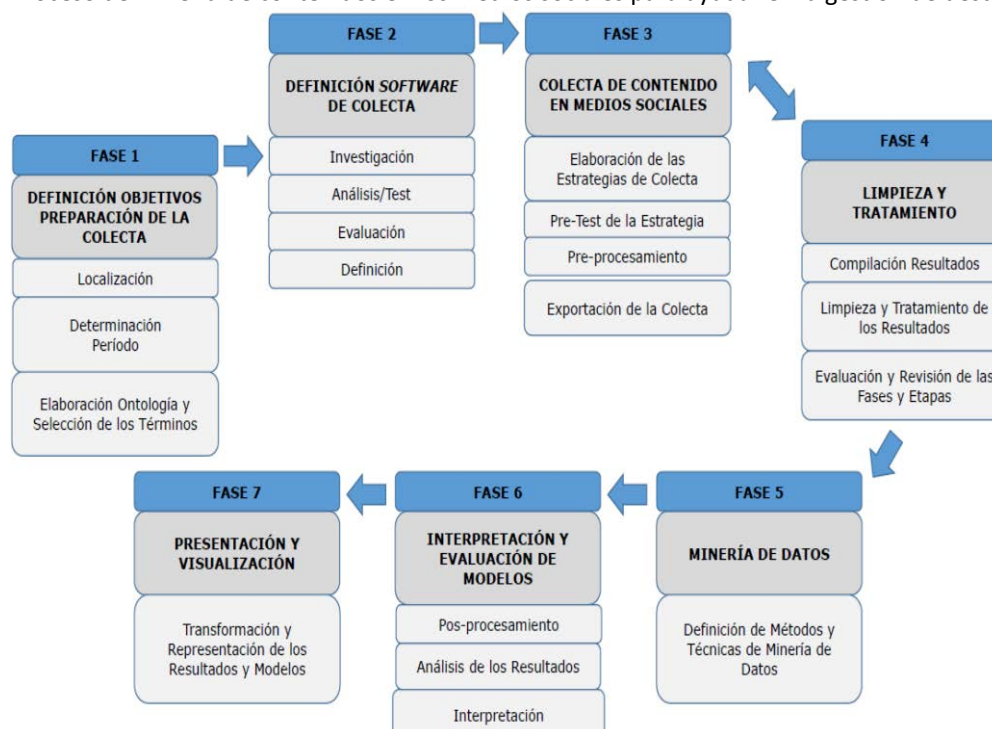 FASE 1
DEFINICIÓN OBJETIVOS
PREPARACIÓN DE LA
COLECTA
Localización
Determinación
Período
Elaboración Ontología y
Selección de los Términos
FASE 2
DEFINICIÓN SOFTWARE
DE COLECTA
Investigación
Análisis/Test
Evaluación
Definición
FASE 3
COLECTA DE CONTENIDO
EN MEDIOS SOCIALES
Elaboración de las
Estrategias de Colecta
Pre-Test de la Estrategia
Pre-procesamiento
Exportación de la Colecta
FASE 4
LIMPIEZA Y
TRATAMIENTO
Compilación Resultados
Limpieza y Tratamiento de
los Resultados
Evaluación y Revisión de las
Fases y Etapas
FASE 5
MINERÍA DE DATOS
Definición de Métodos y
Técnicas de Minería de
Datos
FASE 6
INTERPRETACIÓN Y
EVALUACIÓN DE
MODELOS
Pos-procesamiento
Análisis de los Resultados
Interpretación
FASE 7
PRESENTACIÓN Y
VISUALIZACIÓN
Transformación y
Representación de los
Resultados y Modelos